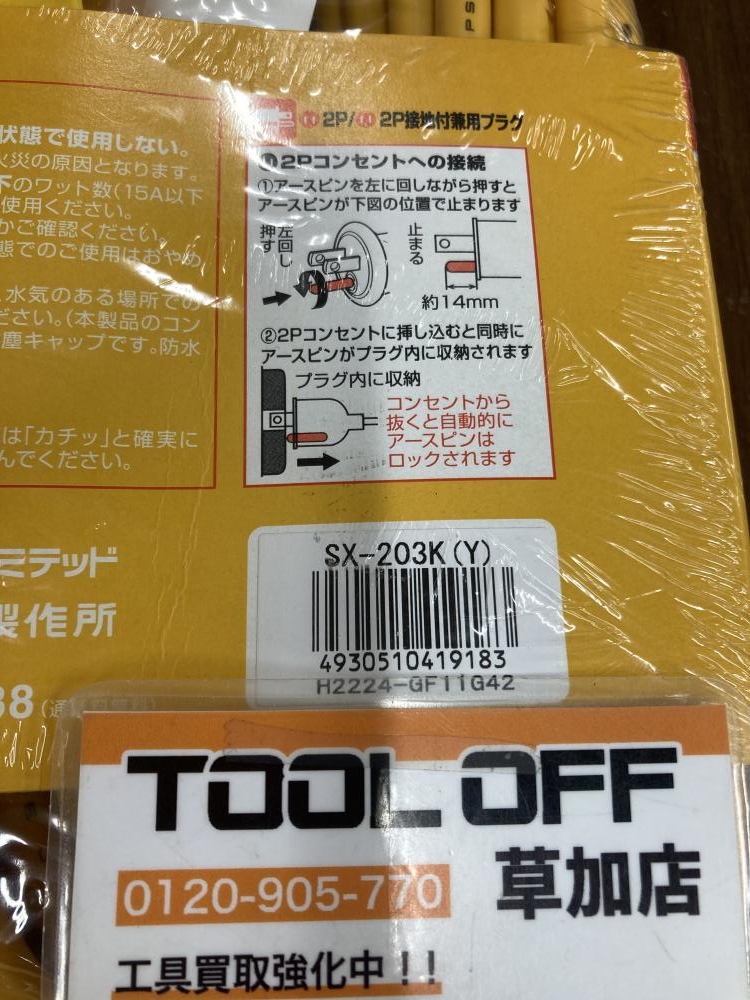 PS
状態で使用しない。
火災の原因となります。
下のワット数(15A以下
使用ください。
かご確認ください。
態でのご使用はおやめ
水気のある場所での
ださい。(本製品のコン
塵キャップです。防水
は「カチッ」と確実に
んでください。
ミテッド
製作所
38
2P/ 2P接地付兼用プラグ
❶2Pコンセントへの接続
①アースピンを左に回しながら押すと
アースピンが下図の位置で止まります
左回し
押す
止まる
約14mm
②2Pコンセントに挿し込むと同時に
アースピンがプラグ内に収納されます
プラグ内に収納
コンセントから
抜くと自動的に
アースピンは
ロックされます
SX-203K(Y)
4930510419183
H2224-GF11G42
TOOL OFF
0120-905-770
草加店
工具買取強化中!!